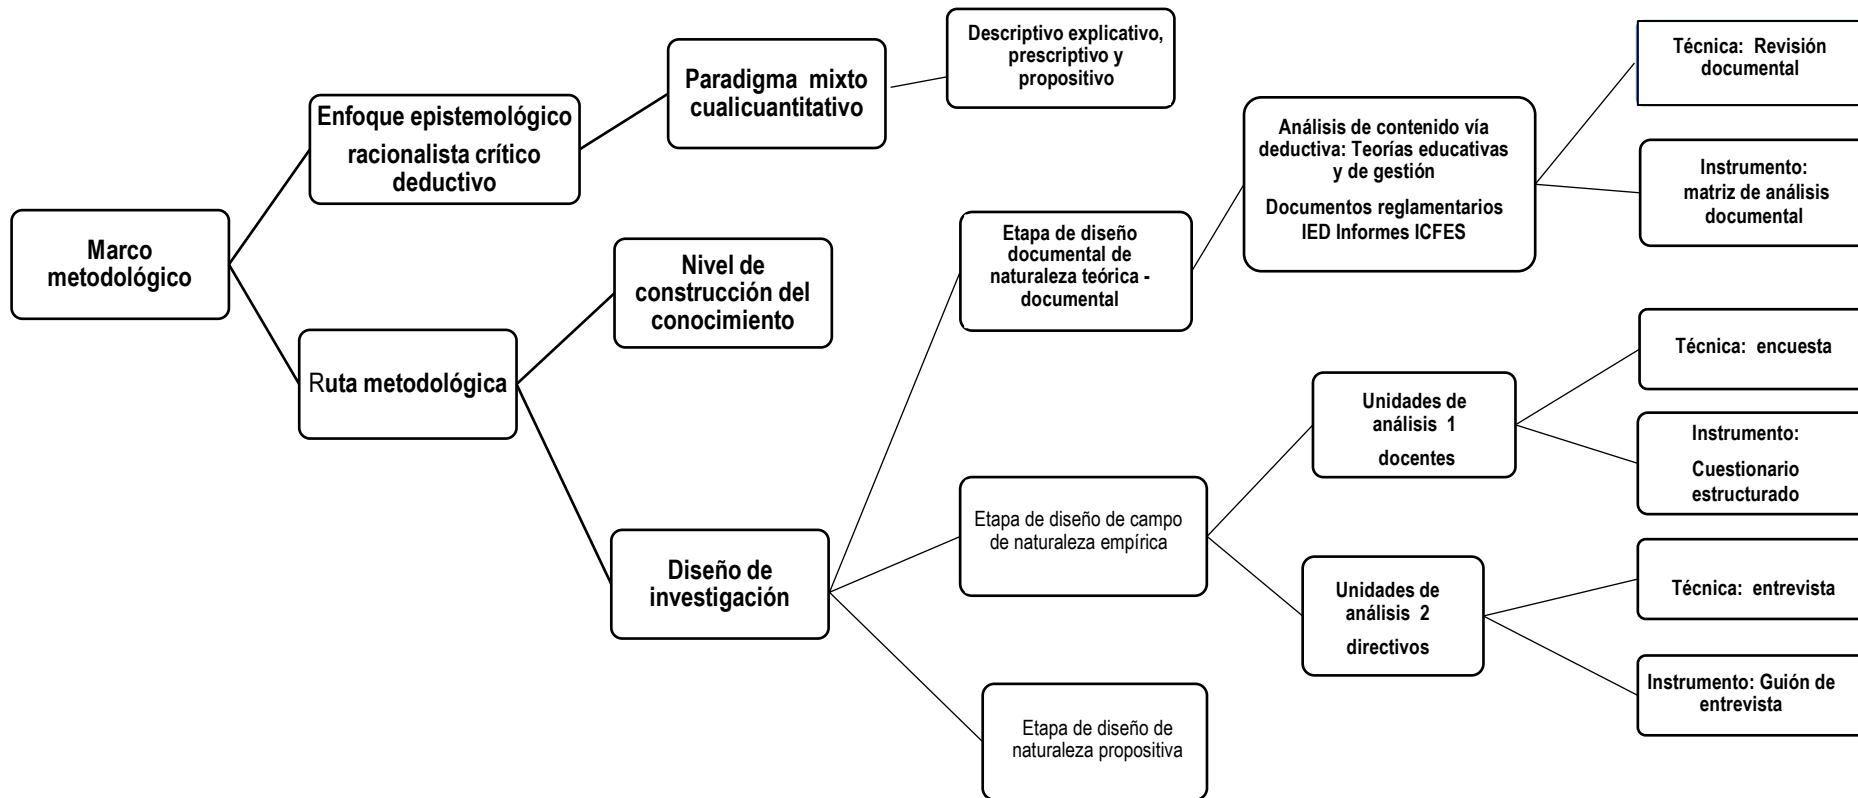 Marco
metodológico
Enfoque epistemológico
racionalista crítico
deductivo
Ruta metodológica
Paradigma mixto
cualicuantitativo
Nivel de
construcción del
conocimiento
Diseño de
investigación
Descriptivo explicativo,
prescriptivo y
propositivo
Etapa de diseño
documental de
naturaleza teórica -
documental
Etapa de diseño de campo
de naturaleza empírica
Etapa de diseño de
naturaleza propositiva
Análisis de contenido vía
deductiva: Teorías educativas
y de gestión
Documentos reglamentarios
IED Informes ICFES
Unidades de
análisis 1
docentes
Unidades de
análisis 2
directivos
Técnica: Revisión
documental
Instrumento:
matriz de análisis
documental
Técnica: encuesta
Instrumento:
Cuestionario
estructurado
Técnica: entrevista
Instrumento: Guión de
entrevista